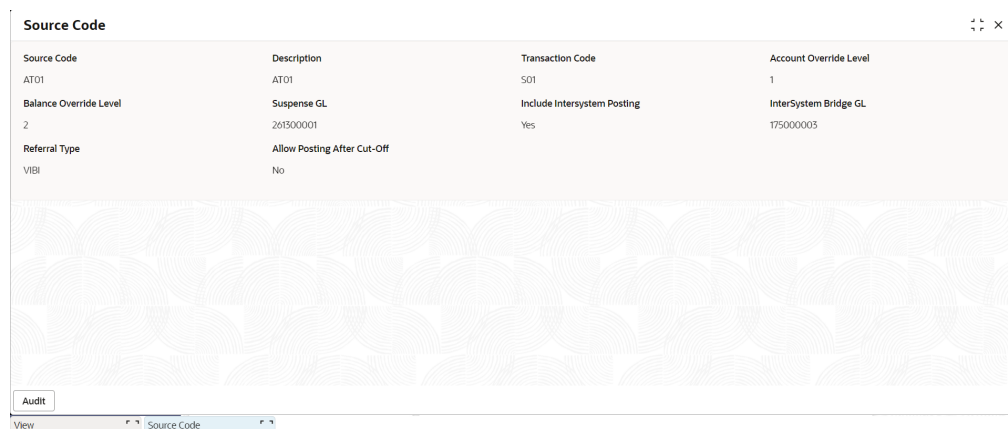 Source Code
Source Code Description Transaction Code Account Override Level
AT01 AT01 S01 1
Balance Override Level Suspense GL Include Intersystem Posting InterSystem Bridge GL
2 261300001 Yes 175000003
Referral Type Allow Posting After Cut-Off
VIBI No
Audit
View Source Code